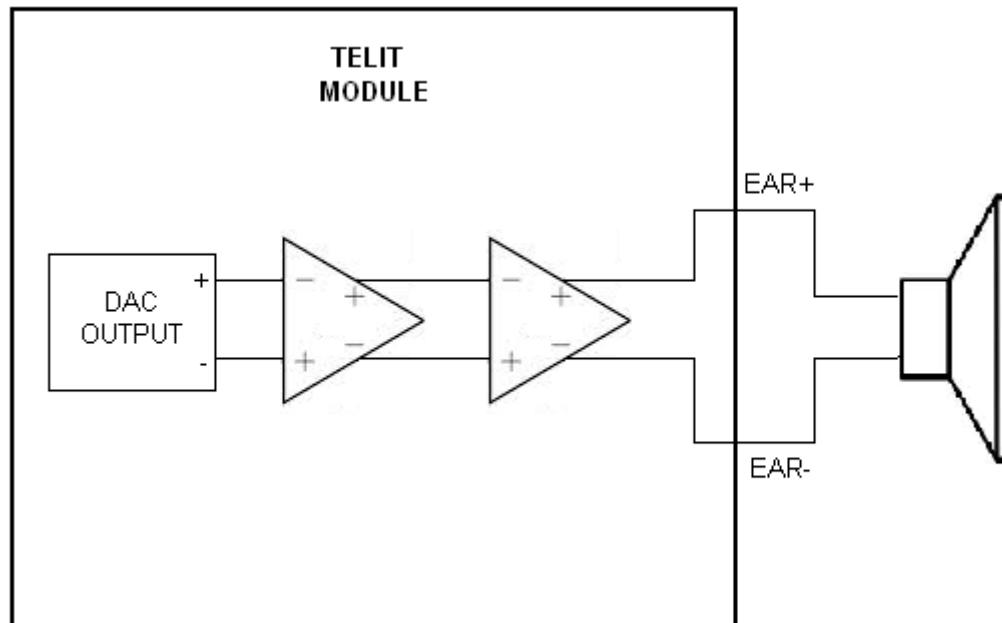 TELIT
MODULE
EAR+
DAC
OUTPUT
+
-
− + + −
− + + −
EAR-